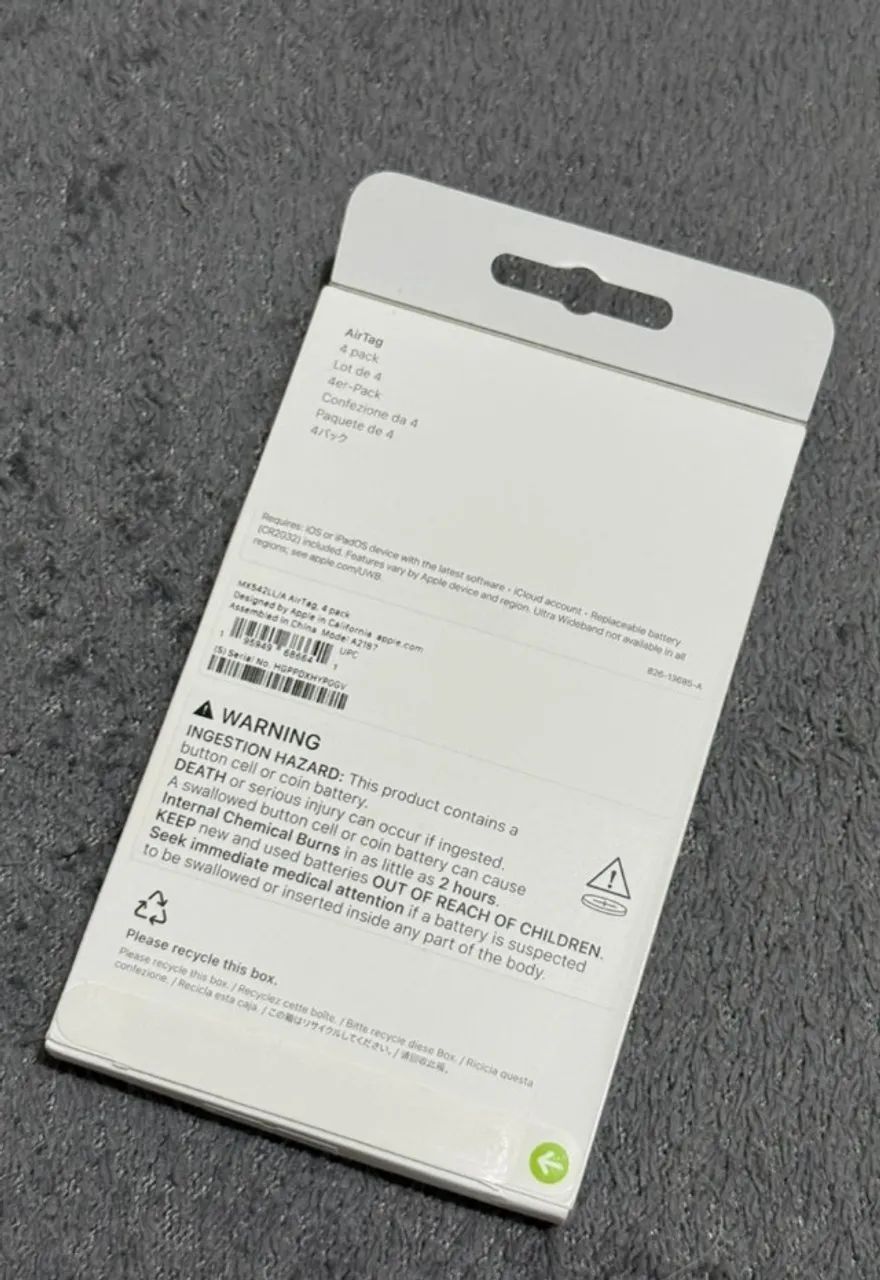 AirTag
4 pack
Lot de 4
4er-Pack
Confezione da 4
Paquete de 4
4パック
Requires: iOS or iPadOS device with the latest software • iCloud account • Replaceable battery
(CR2032) included. Features vary by Apple device and region. Ultra Wideband not available in all
regions; see apple.com/UWB.
826-13685-A
MX542LL/A AirTag, 4 pack
Designed by Apple in California apple.com
Assembled in China Model: A2187
UPC
1 95949 68664 1
(S) Serial No. HGPPDXHYP0GV
WARNING
INGESTION HAZARD: This product contains a
button cell or coin battery.
DEATH or serious injury can occur if ingested.
A swallowed button cell or coin battery can cause
Internal Chemical Burns in as little as 2 hours.
KEEP new and used batteries OUT OF REACH OF CHILDREN.
Seek immediate medical attention if a battery is suspected
to be swallowed or inserted inside any part of the body.
Please recycle this box.
Please recycle this box. / Recyclez cette boîte. / Bitte recycle diese Box. / Ricicla questa
confezione. / Recicla esta caja. / この箱はリサイクルしてください。/ 请回收此箱。